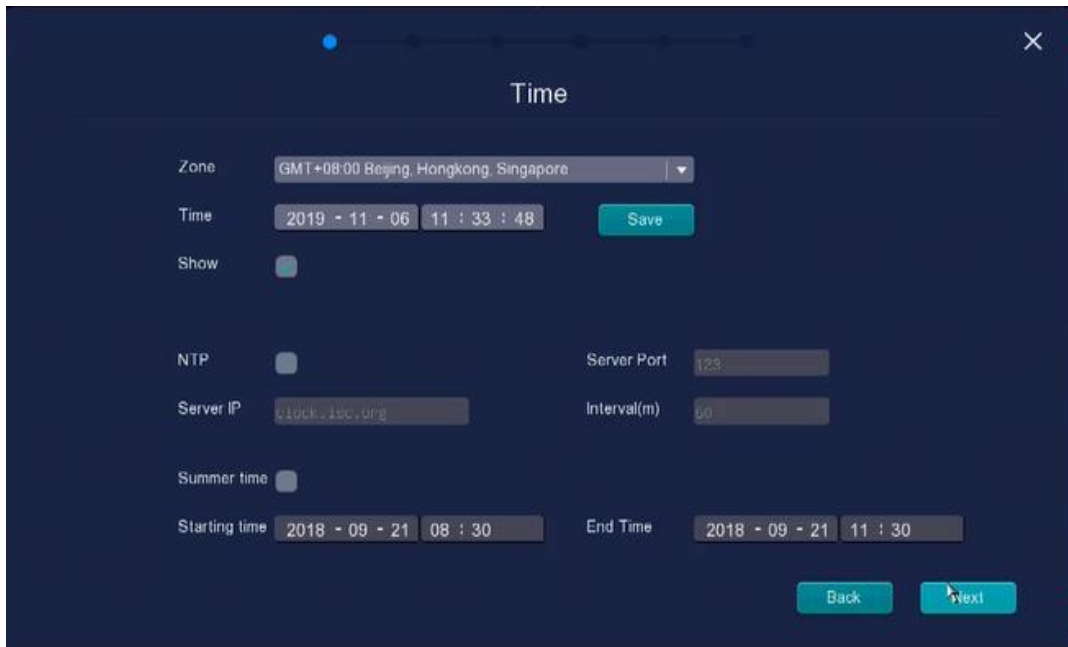 Time
Zone GMT+08:00 Beijing, Hongkong, Singapore
Time 2019 - 11 - 06 11 : 33 : 48 Save
Show
NTP Server Port 123
Server IP clock.isc.org Interval(m) 60
Summer time
Starting time 2018 - 09 - 21 08 : 30 End Time 2018 - 09 - 21 11 : 30
Back Next